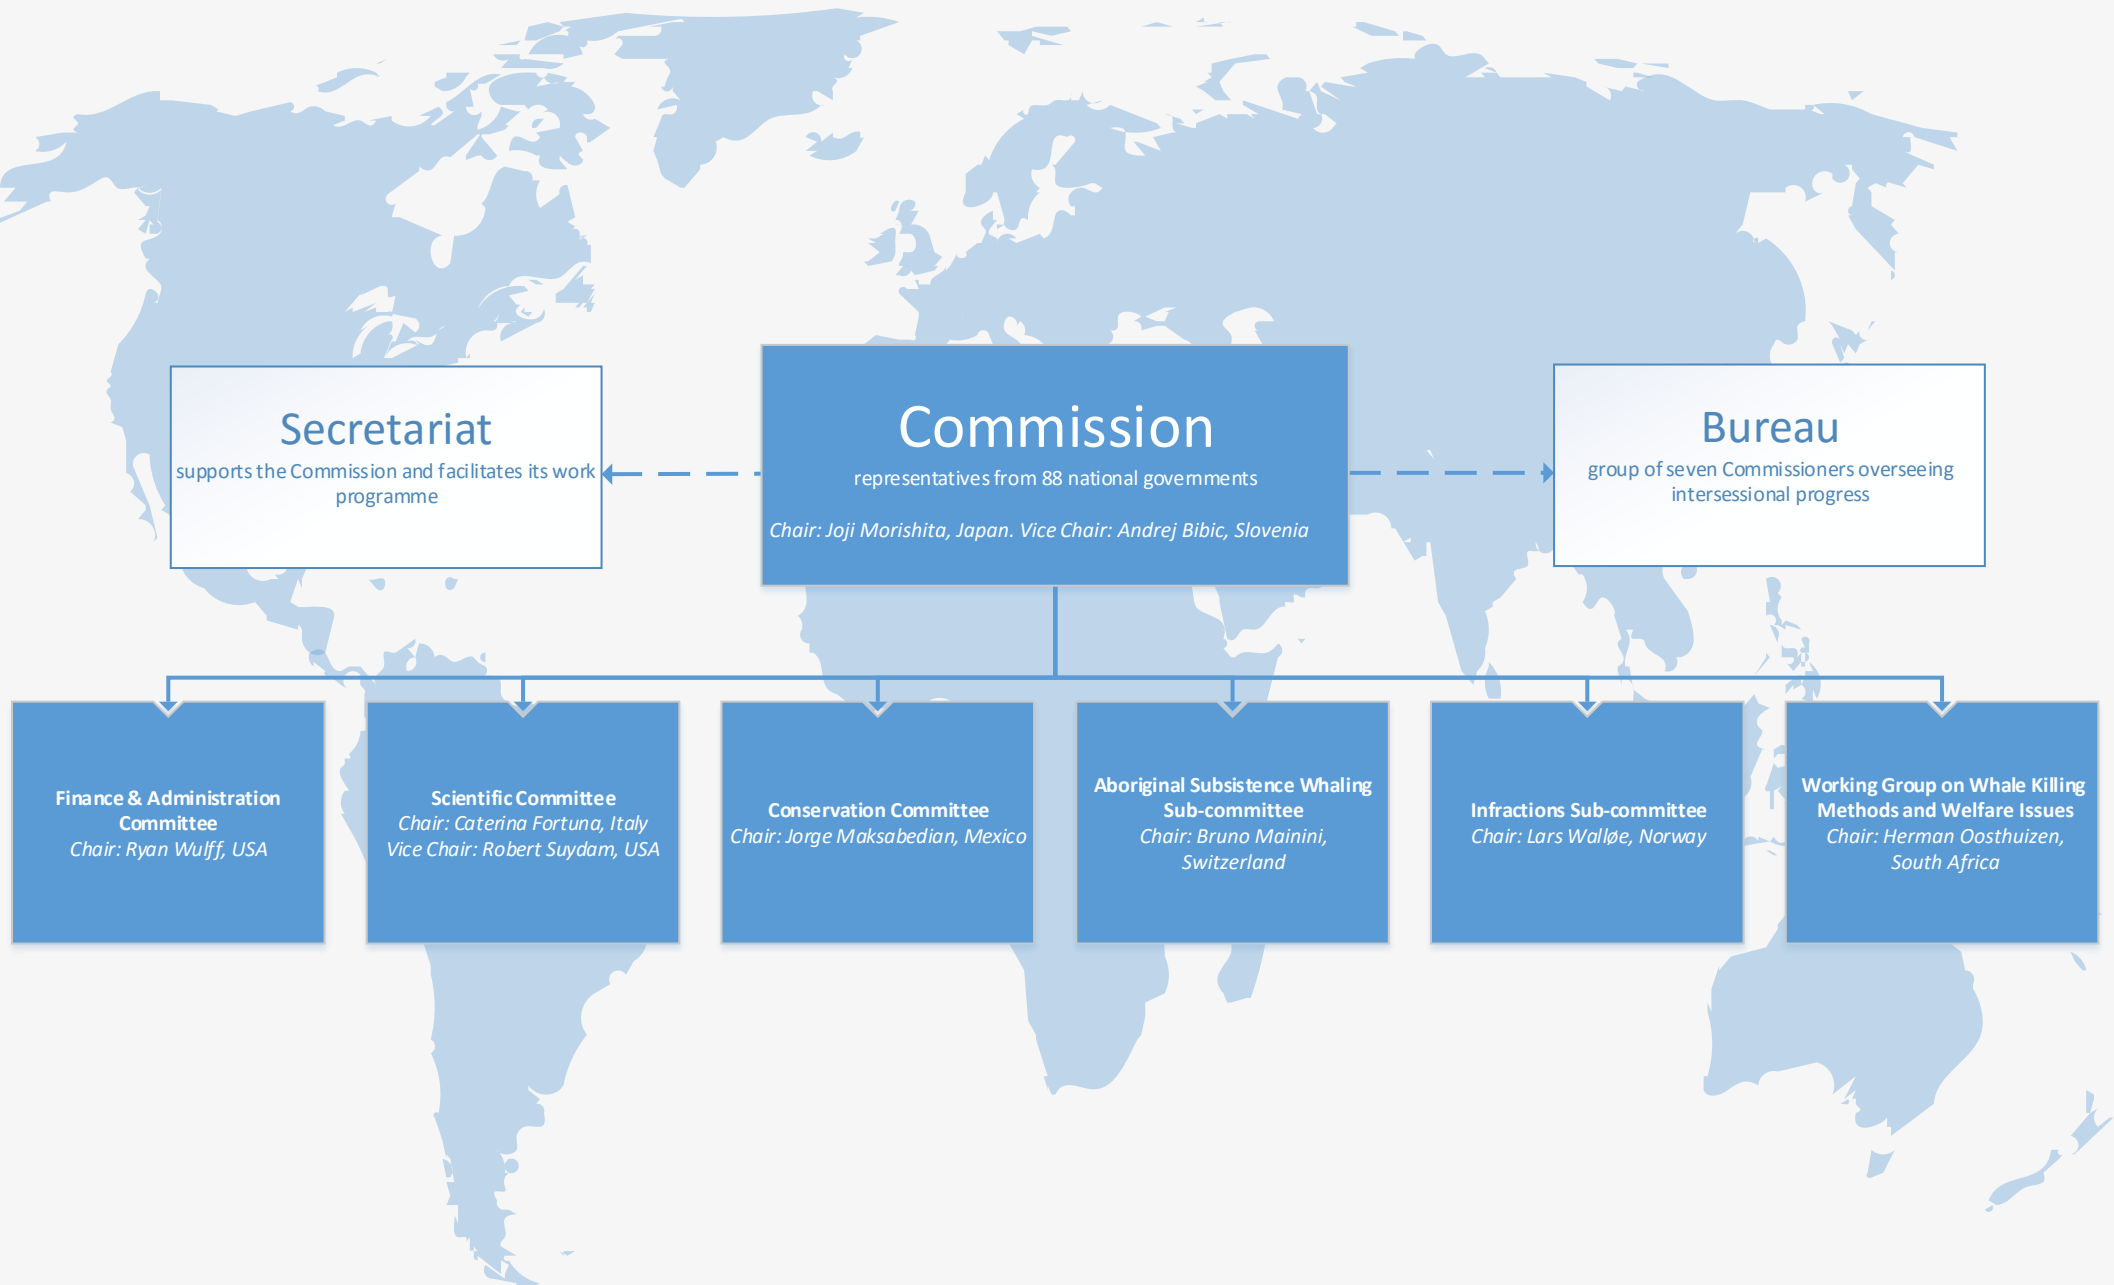 Secretariat
supports the Commission and facilitates its work
programme
Commission
representatives from 88 national governments
Chair: Joji Morishita, Japan. Vice Chair: Andrej Bibic, Slovenia
Bureau
group of seven Commissioners overseeing
intersessional progress
Finance & Administration
Committee
Chair: Ryan Wulff, USA
Scientific Committee
Chair: Caterina Fortuna, Italy
Vice Chair: Robert Suydam, USA
Conservation Committee
Chair: Jorge Maksabedian, Mexico
Aboriginal Subsistence Whaling
Sub-committee
Chair: Bruno Mainini,
Switzerland
Infractions Sub-committee
Chair: Lars Walløe, Norway
Working Group on Whale Killing
Methods and Welfare Issues
Chair: Herman Oosthuizen,
South Africa